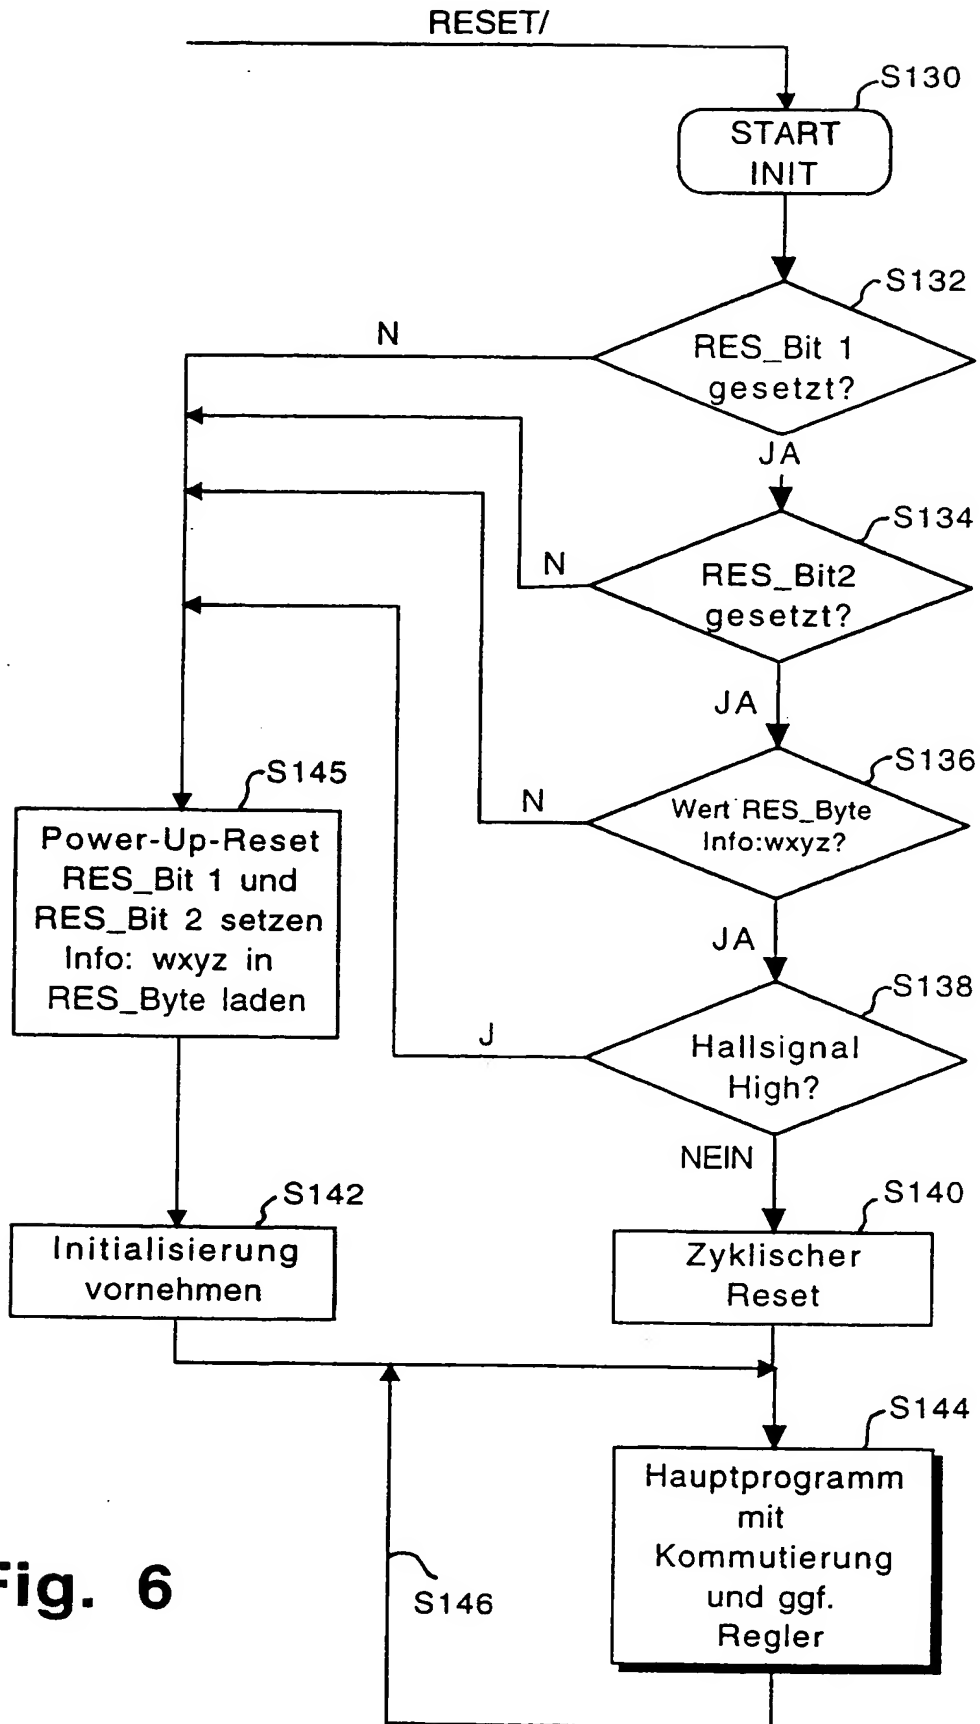 RESET/
S130
START
INIT
S132
N
RES_Bit 1
gesetzt?
JA
S134
N
RES_Bit2
gesetzt?
JA
S136
N
Wert RES_Byte
Info:wxyz?
S145
Power-Up-Reset
RES_Bit 1 und
RES_Bit 2 setzen
Info: wxyz in
RES_Byte laden
JA
S138
J
Hallsignal
High?
NEIN
S142
Initialisierung
vornehmen
S140
Zyklischer
Reset
S144
Hauptprogramm
mit
Kommutierung
und ggf.
Regler
S146
Fig. 6